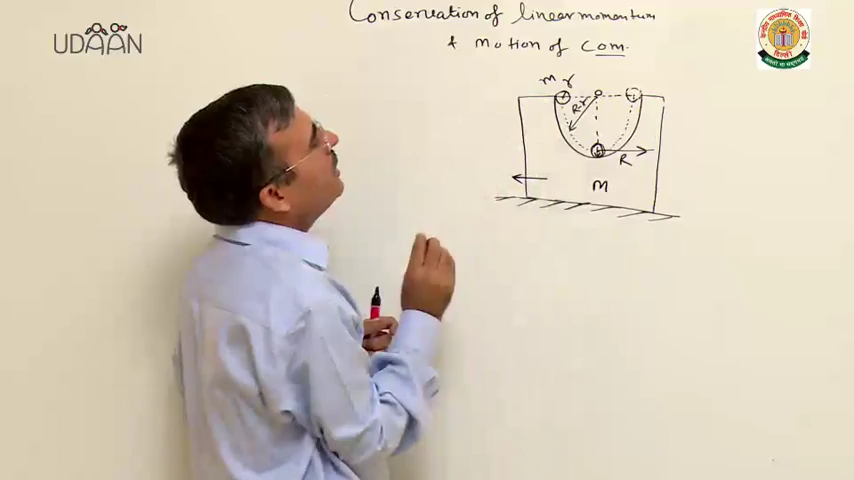 UDAAN
Conservation of linear momentum
& motion of com.
m r
R-r
R
M